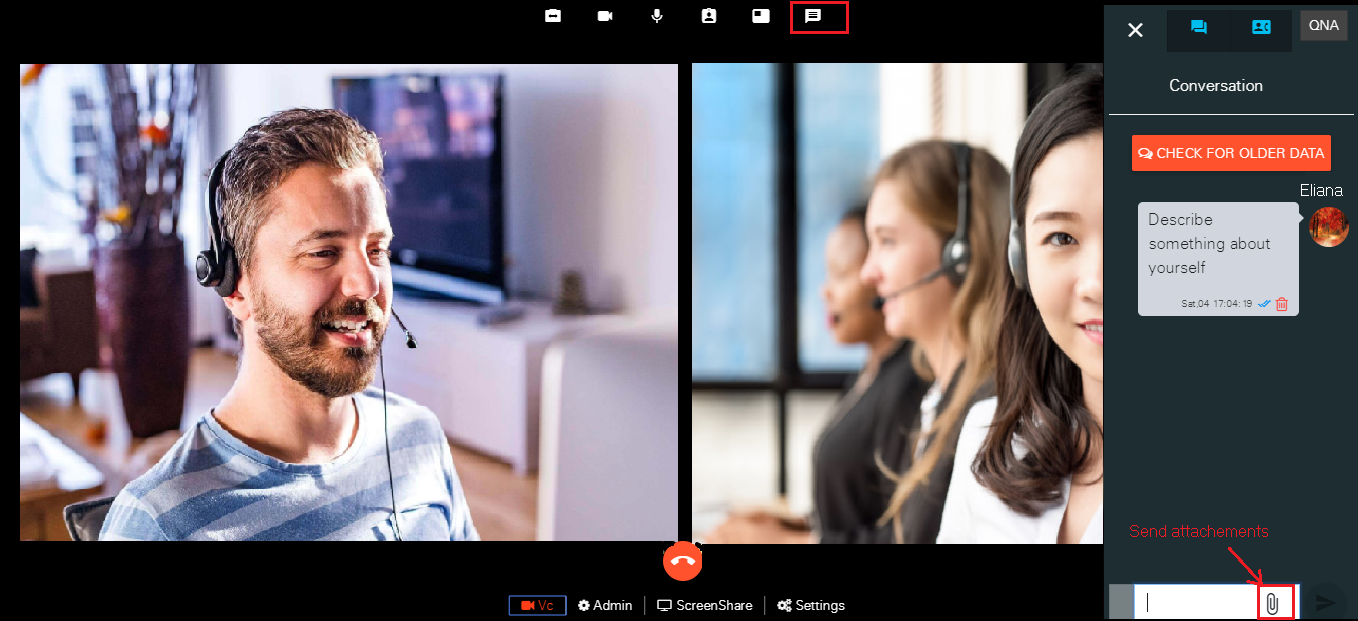 QNA
Conversation
CHECK FOR OLDER DATA
Eliana
Describe
something about
yourself
Sat,04 17:04:19
Send attachements
Vc Admin ScreenShare Settings